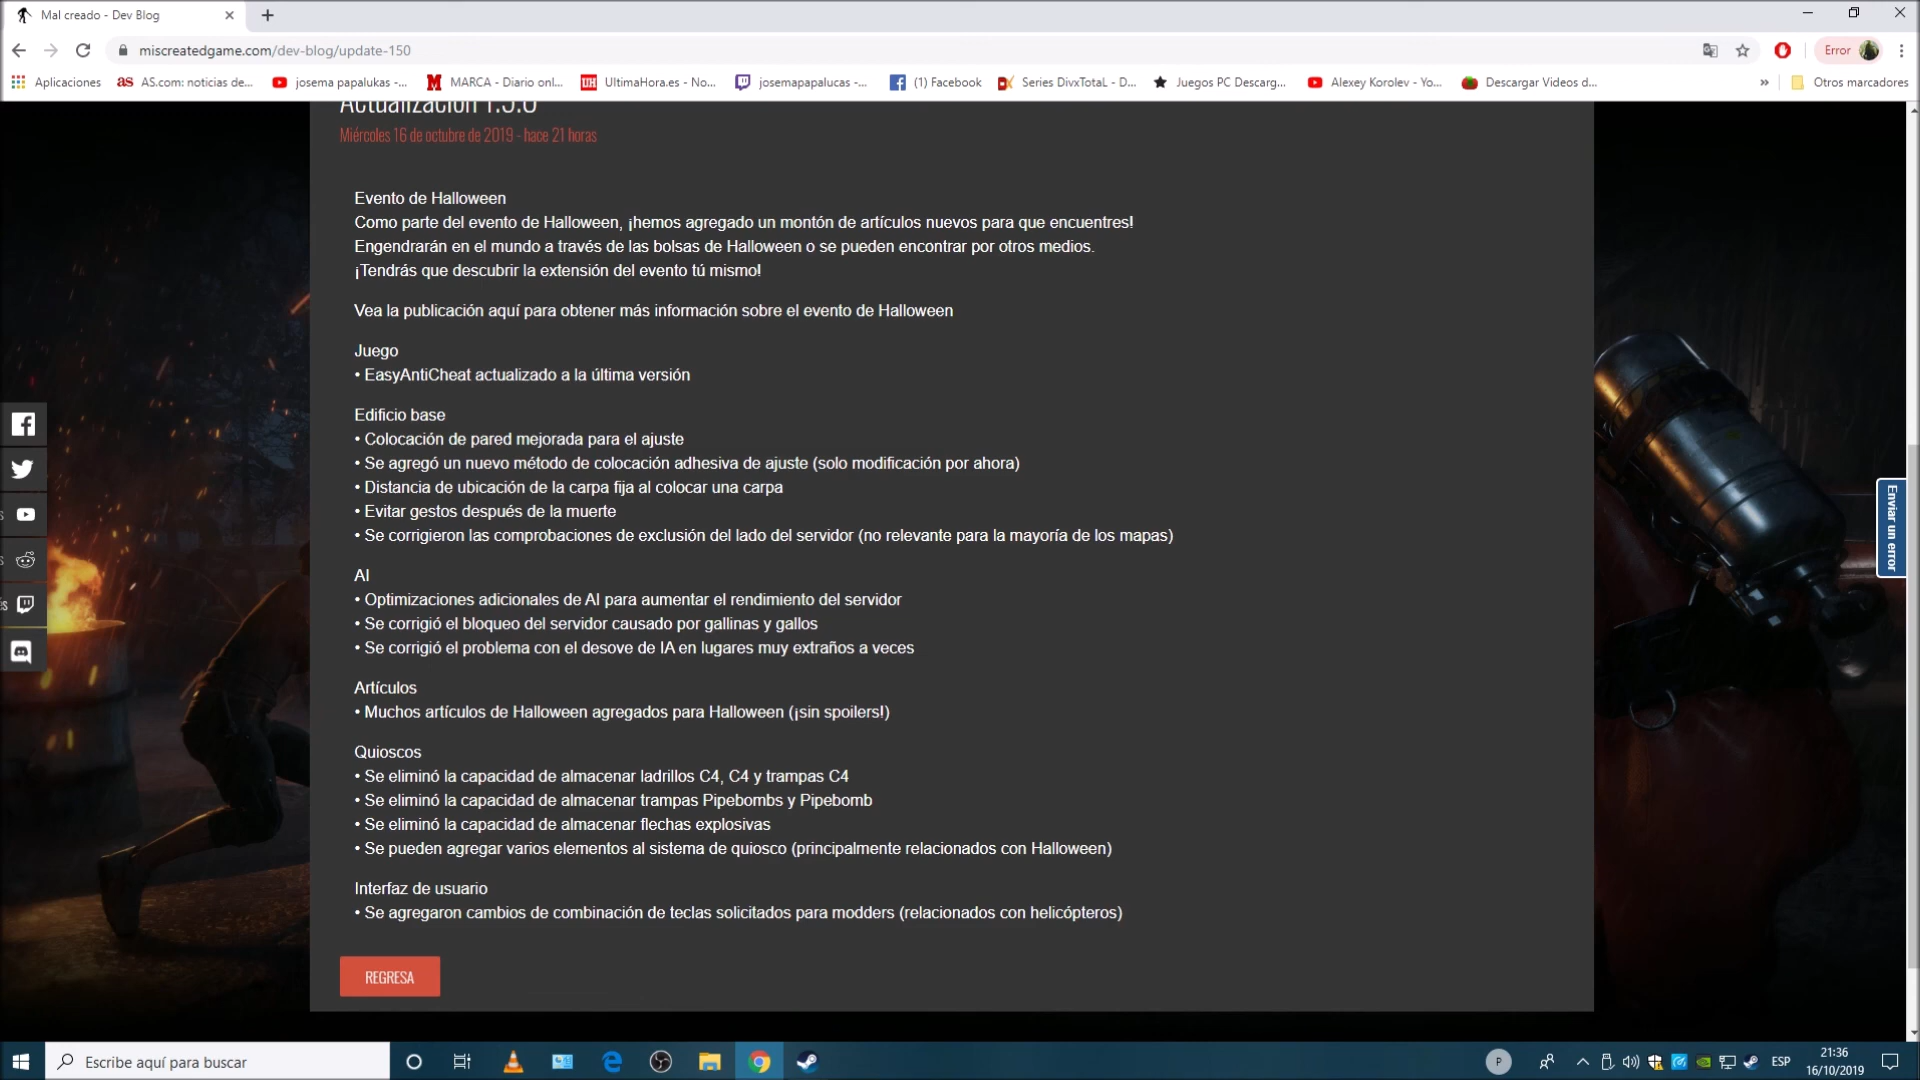 Mal creado - Dev Blog
miscreatedgame.com/dev-blog/update-150
Error
Aplicaciones
AS.com: noticias de...
josema papalukas -...
MARCA - Diario onl...
UltimaHora.es - No...
josemapapalucas -...
(1) Facebook
Series DivxTotaL - D...
Juegos PC Descarg...
Alexey Korolev - Yo...
Descargar Videos d...
»
Otros marcadores
Actualización 1.5.0
Miércoles 16 de octubre de 2019 - hace 21 horas
Evento de Halloween
Como parte del evento de Halloween, ¡hemos agregado un montón de artículos nuevos para que encuentres!
Engendrarán en el mundo a través de las bolsas de Halloween o se pueden encontrar por otros medios.
¡Tendrás que descubrir la extensión del evento tú mismo!
Vea la publicación aquí para obtener más información sobre el evento de Halloween
Juego
• EasyAntiCheat actualizado a la última versión
Edificio base
• Colocación de pared mejorada para el ajuste
• Se agregó un nuevo método de colocación adhesiva de ajuste (solo modificación por ahora)
• Distancia de ubicación de la carpa fija al colocar una carpa
• Evitar gestos después de la muerte
• Se corrigieron las comprobaciones de exclusión del lado del servidor (no relevante para la mayoría de los mapas)
AI
• Optimizaciones adicionales de AI para aumentar el rendimiento del servidor
• Se corrigió el bloqueo del servidor causado por gallinas y gallos
• Se corrigió el problema con el desove de IA en lugares muy extraños a veces
Artículos
• Muchos artículos de Halloween agregados para Halloween (¡sin spoilers!)
Quioscos
• Se eliminó la capacidad de almacenar ladrillos C4, C4 y trampas C4
• Se eliminó la capacidad de almacenar trampas Pipebombs y Pipebomb
• Se eliminó la capacidad de almacenar flechas explosivas
• Se pueden agregar varios elementos al sistema de quiosco (principalmente relacionados con Halloween)
Interfaz de usuario
• Se agregaron cambios de combinación de teclas solicitados para modders (relacionados con helicópteros)
REGRESA
Enviar un error
Escribe aquí para buscar
P
ESP
21:36
16/10/2019